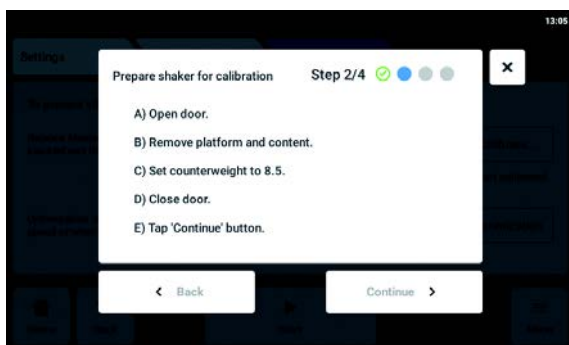 13:05
Settings
Prepare shaker for calibration
Step 2/4
A) Open door.
B) Remove platform and content.
C) Set counterweight to 8.5.
D) Close door.
E) Tap 'Continue' button.
Back
Continue